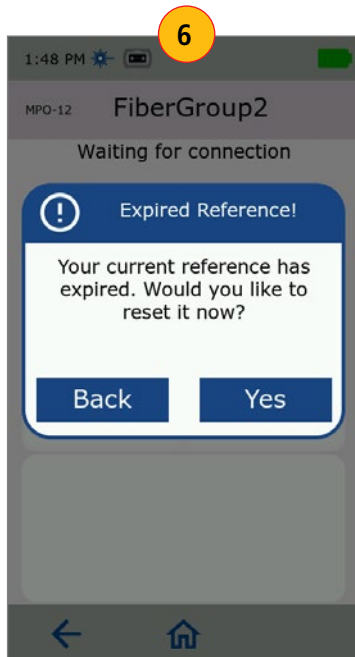 6
1:48 PM
MPO-12 FiberGroup2
Waiting for connection
Expired Reference!
Your current reference has
expired. Would you like to
reset it now?
Back Yes